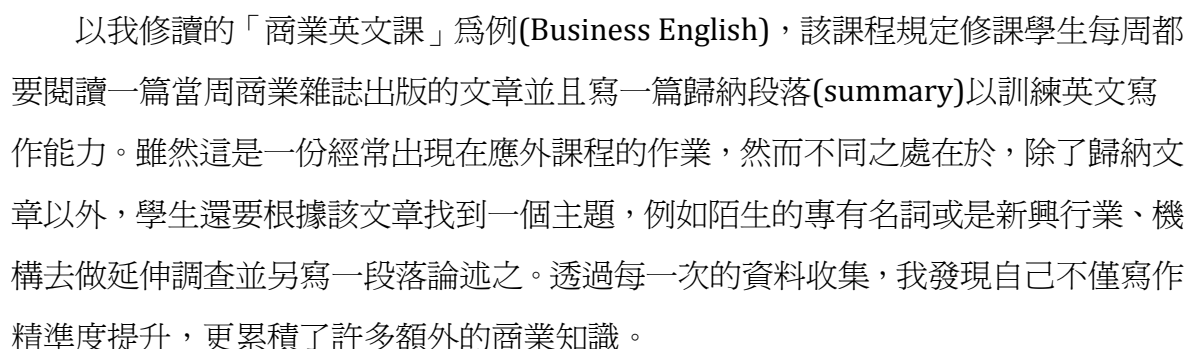 以我修讀的「商業英文課」為例(Business English)，該課程規定修課學生每周都
要閱讀一篇當周商業雜誌出版的文章並且寫一篇歸納段落(summary)以訓練英文寫
作能力。雖然這是一份經常出現在應外課程的作業，然而不同之處在於，除了歸納文
章以外，學生還要根據該文章找到一個主題，例如陌生的專有名詞或是新興行業、機
構去做延伸調查並另寫一段落論述之。透過每一次的資料收集，我發現自己不僅寫作
精準度提升，更累積了許多額外的商業知識。